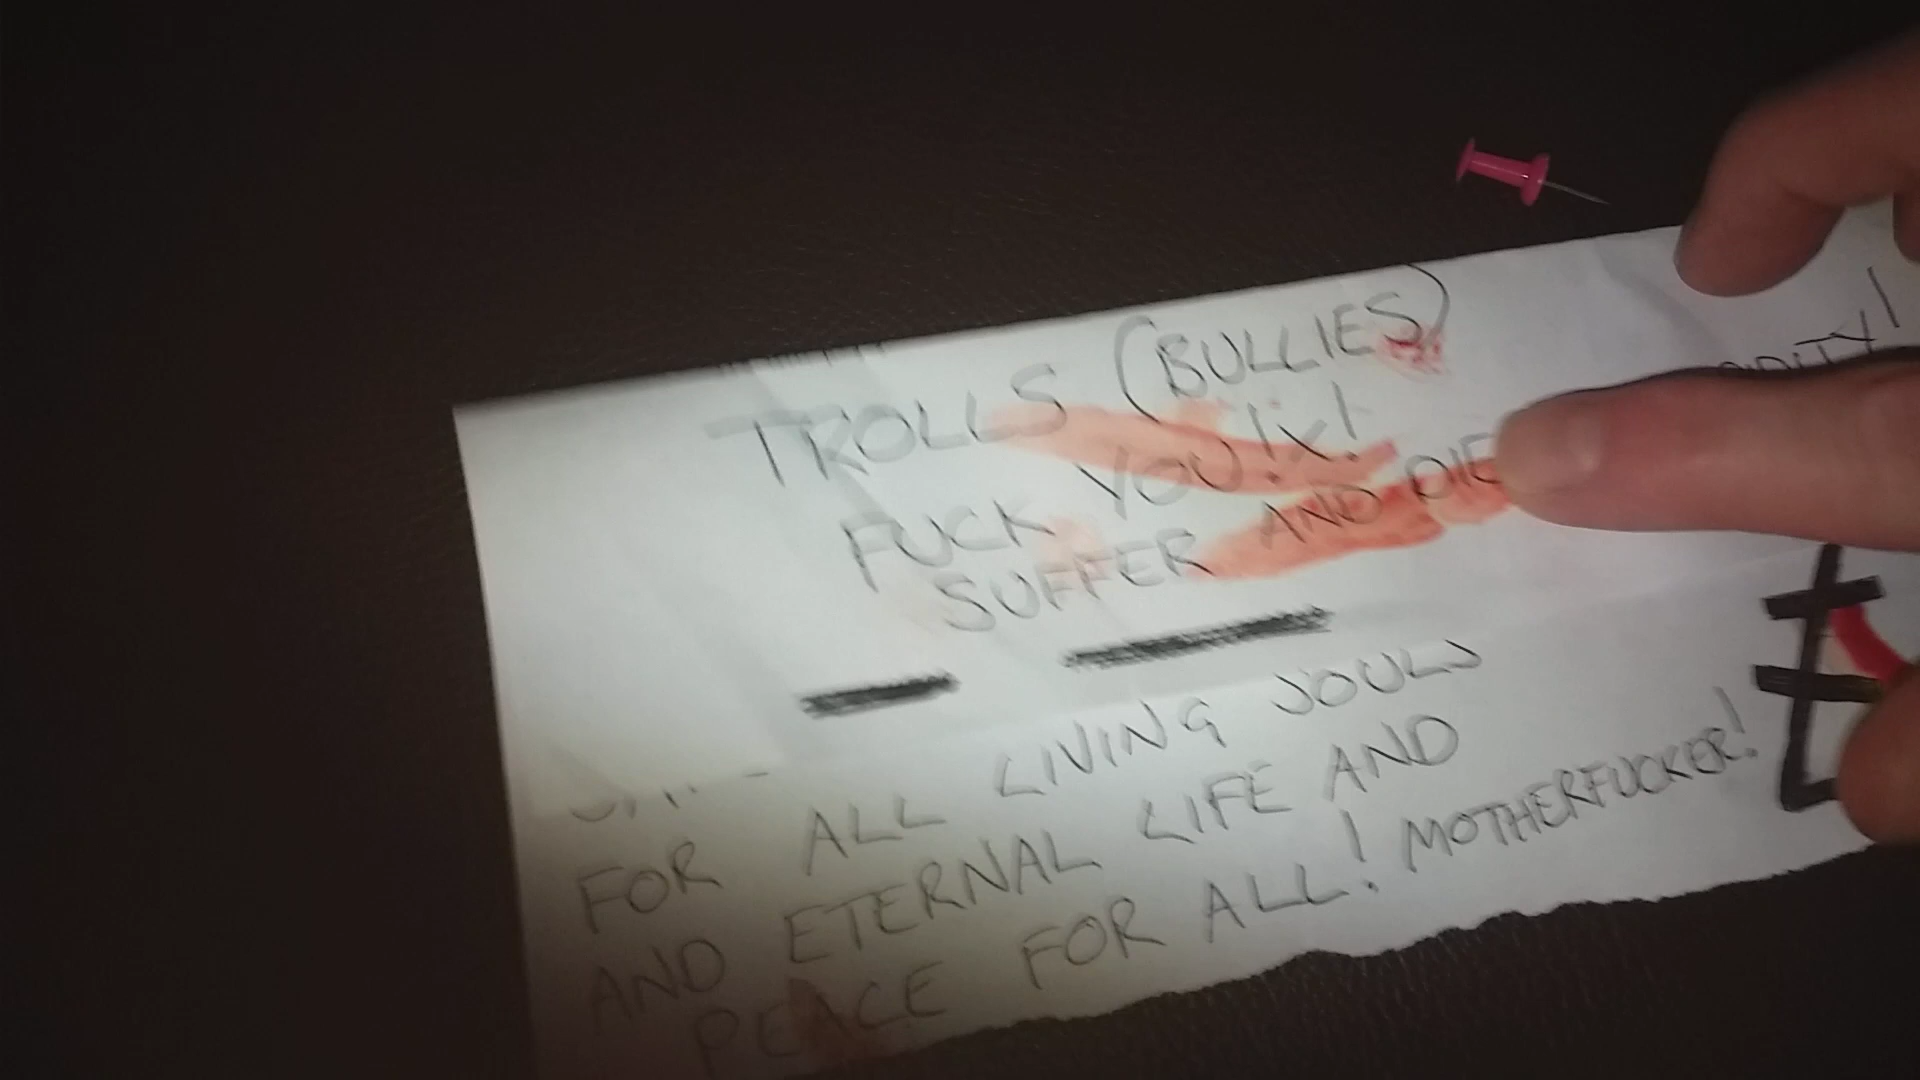 TROLLS (BULLIES)
FUCK YOU!x!
SUFFER AND DIE
FOR ALL LIVING SOULS
AND ETERNAL LIFE AND
PEACE FOR ALL! MOTHERFUCKER!